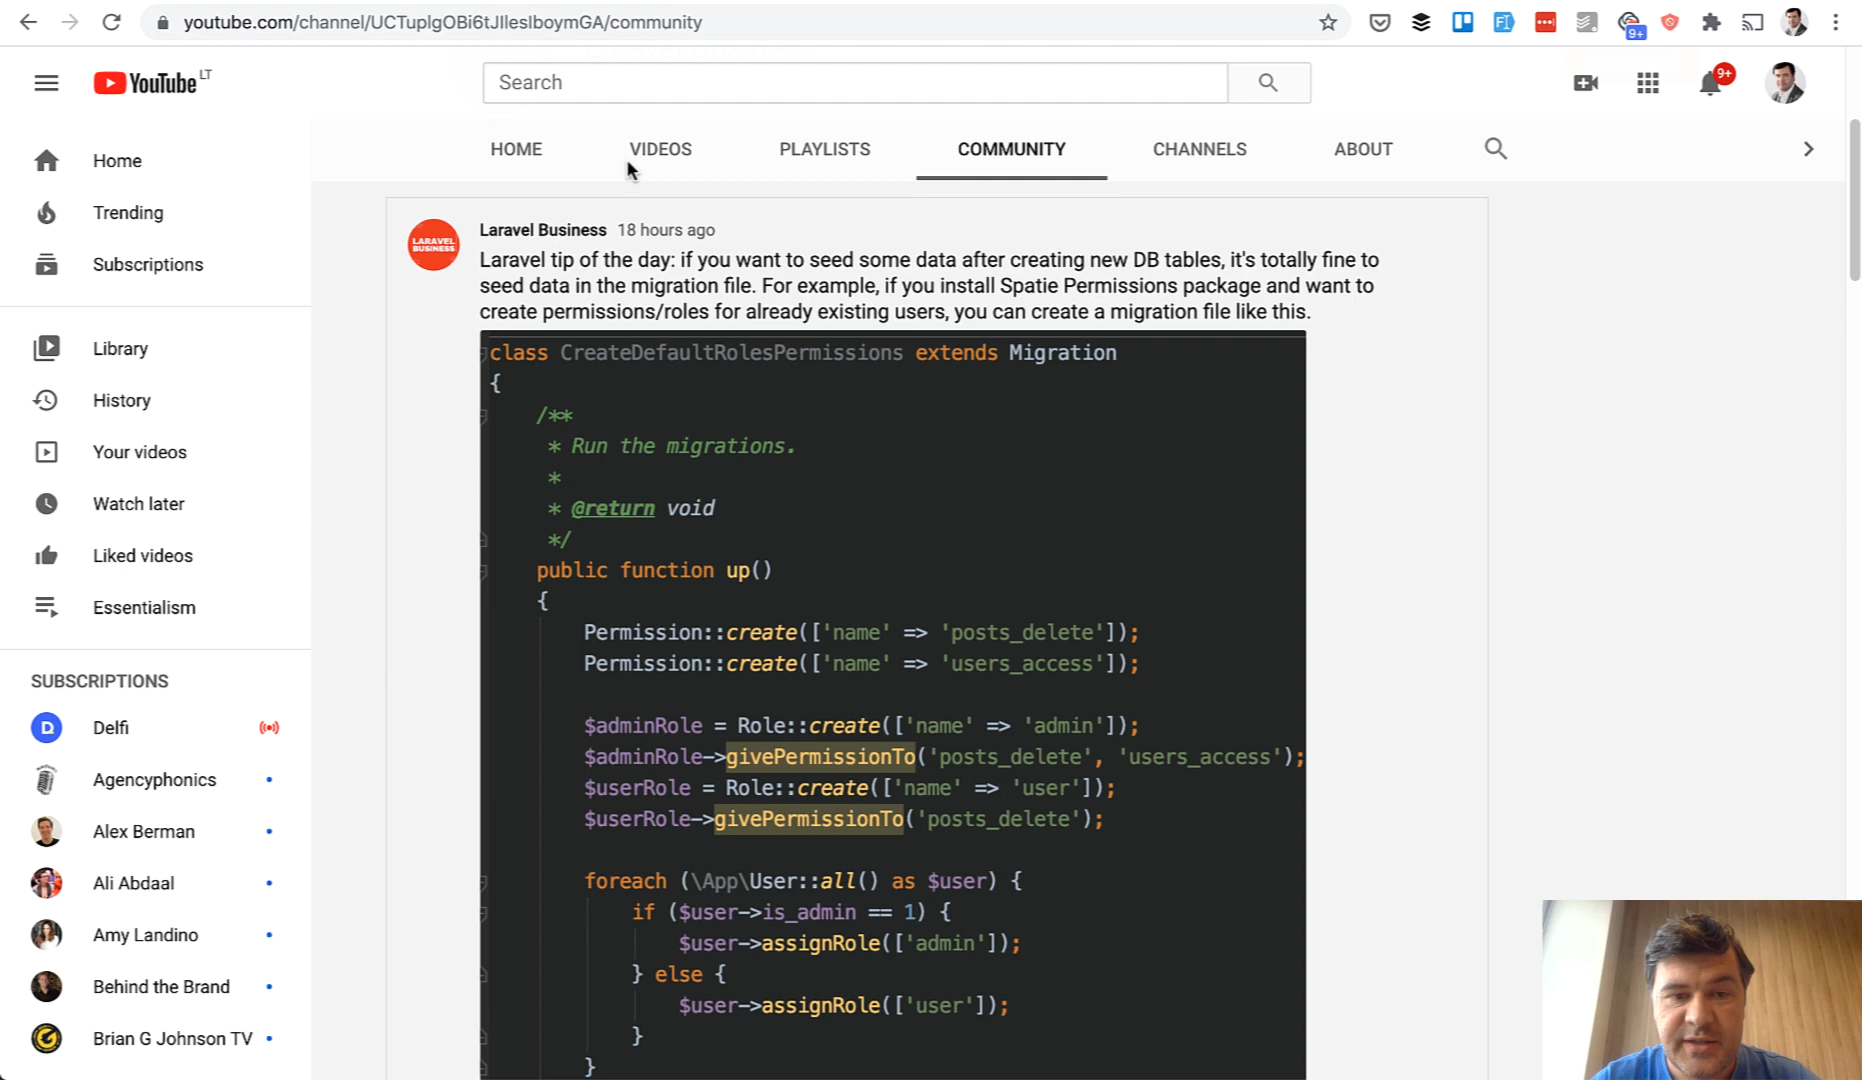 youtube.com/channel/UCTuplgOBi6tJIlesIboymGA/community
9+
YouTube LT
Search
9+
HOME
VIDEOS
PLAYLISTS
COMMUNITY
CHANNELS
ABOUT
Home
Trending
Subscriptions
Library
History
Your videos
Watch later
Liked videos
Essentialism
SUBSCRIPTIONS
D
Delfi
Agencyphonics
Alex Berman
Ali Abdaal
Amy Landino
Behind the Brand
Brian G Johnson TV
LARAVEL
BUSINESS
Laravel Business 18 hours ago
Laravel tip of the day: if you want to seed some data after creating new DB tables, it's totally fine to
seed data in the migration file. For example, if you install Spatie Permissions package and want to
create permissions/roles for already existing users, you can create a migration file like this.
class CreateDefaultRolesPermissions extends Migration
{
/**
* Run the migrations.
*
* @return void
*/
public function up()
{
Permission::create(['name' => 'posts_delete']);
Permission::create(['name' => 'users_access']);
$adminRole = Role::create(['name' => 'admin']);
$adminRole->givePermissionTo('posts_delete', 'users_access');
$userRole = Role::create(['name' => 'user']);
$userRole->givePermissionTo('posts_delete');
foreach (\App\User::all() as $user) {
if ($user->is_admin == 1) {
$user->assignRole(['admin']);
} else {
$user->assignRole(['user']);
}
}